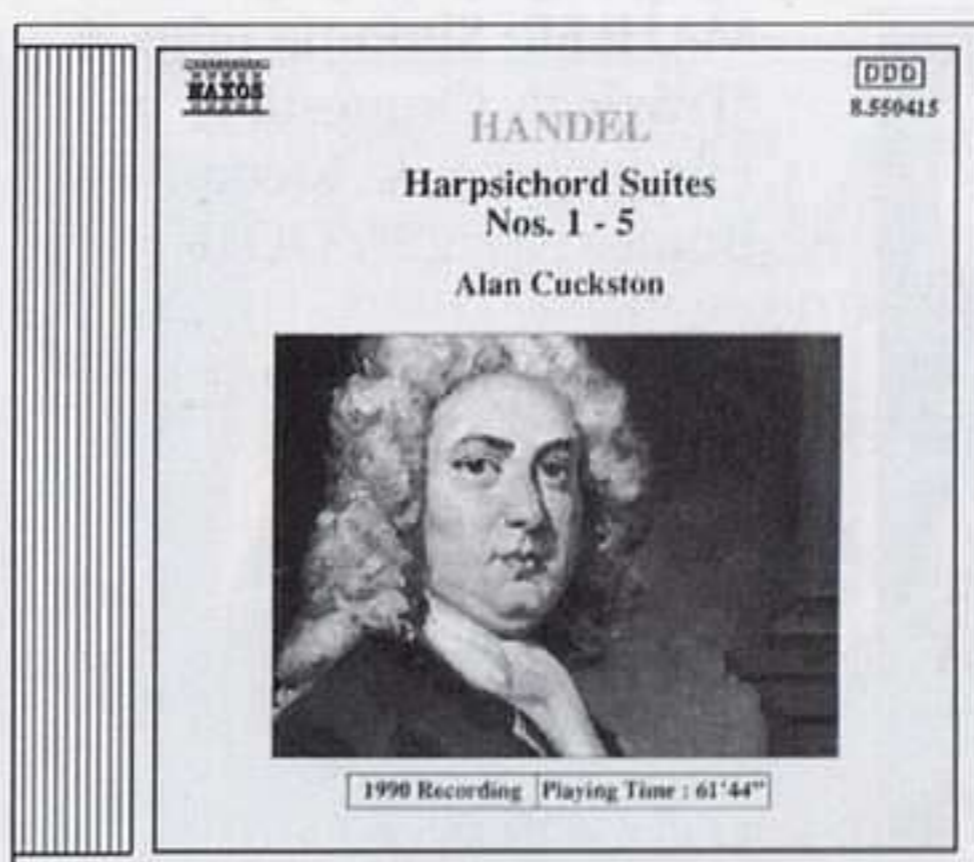 NAXOS
DDD
8.550415
HANDEL
Harpsichord Suites
Nos. 1 - 5
Alan Cuckston
1990 Recording
Playing Time : 61'44"